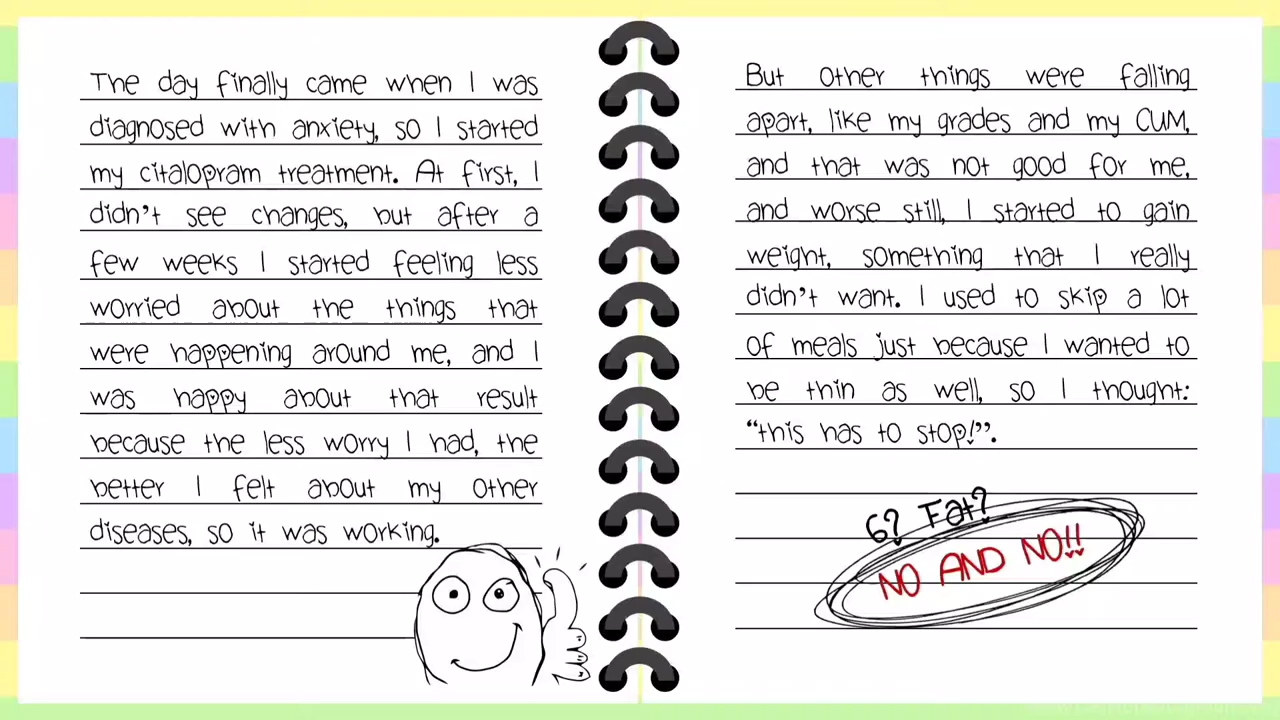 The day finally came when I was
diagnosed with anxiety, so I started
my citalopram treatment. At first, I
didn't see changes, but after a
few weeks I started feeling less
worried about the things that
were happening around me, and I
was happy about that result
because the less worry I had, the
better I felt about my other
diseases, so it was working.
But other things were falling
apart, like my grades and my CUM,
and that was not good for me,
and worse still, I started to gain
weight, something that I really
didn't want. I used to skip a lot
of meals just because I wanted to
be thin as well, so I thought:
“this has to stop!”.
6? Fat?
NO AND NO!!